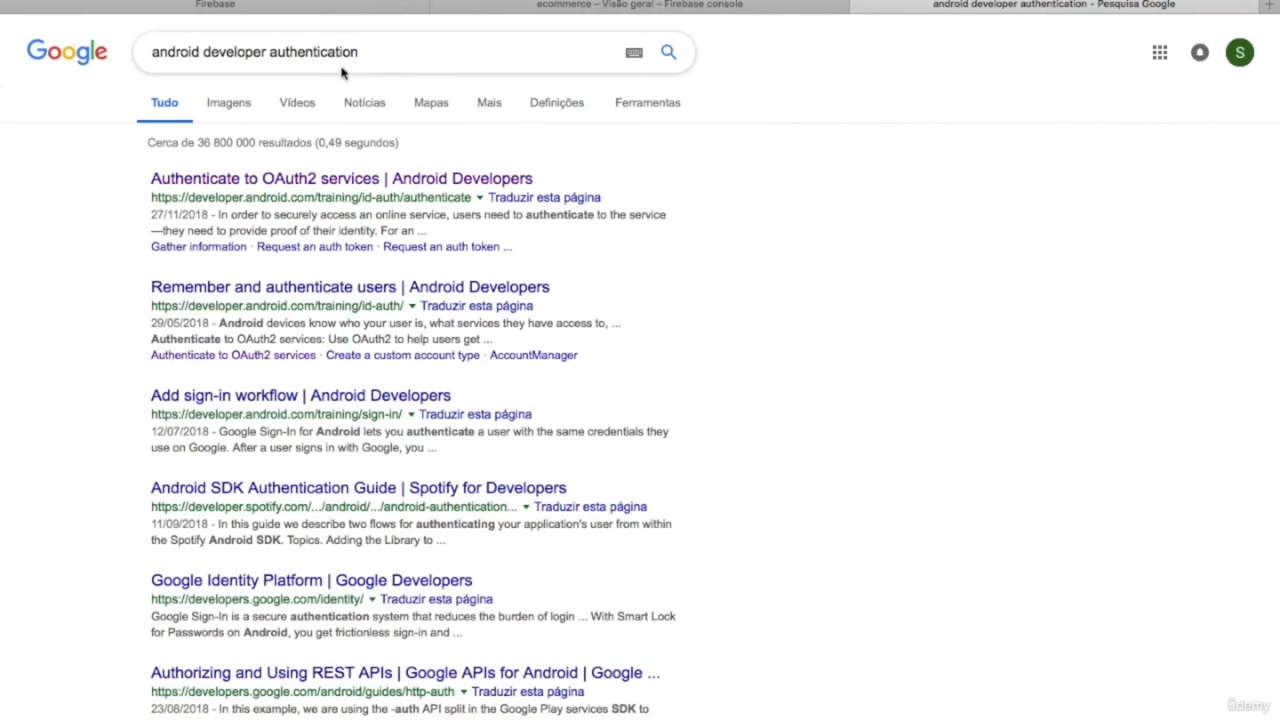 Firebase
ecommerce – Visão geral – Firebase console
android developer authentication - Pesquisa Google
Google
android developer authentication
S
Tudo Imagens Vídeos Notícias Mapas Mais Definições Ferramentas
Cerca de 36 800 000 resultados (0,49 segundos)
Authenticate to OAuth2 services | Android Developers
https://developer.android.com/training/id-auth/authenticate Traduzir esta página
27/11/2018 - In order to securely access an online service, users need to authenticate to the service
—they need to provide proof of their identity. For an ...
Gather information · Request an auth token · Request an auth token ...
Remember and authenticate users | Android Developers
https://developer.android.com/training/id-auth/ Traduzir esta página
29/05/2018 - Android devices know who your user is, what services they have access to, ...
Authenticate to OAuth2 services: Use OAuth2 to help users get ...
Authenticate to OAuth2 services · Create a custom account type · AccountManager
Add sign-in workflow | Android Developers
https://developer.android.com/training/sign-in/ Traduzir esta página
12/07/2018 - Google Sign-In for Android lets you authenticate a user with the same credentials they
use on Google. After a user signs in with Google, you ...
Android SDK Authentication Guide | Spotify for Developers
https://developer.spotify.com/.../android/.../android-authentication... Traduzir esta página
11/09/2018 - In this guide we describe two flows for authenticating your application's user from within
the Spotify Android SDK. Topics. Adding the Library to ...
Google Identity Platform | Google Developers
https://developers.google.com/identity/ Traduzir esta página
Google Sign-In is a secure authentication system that reduces the burden of login ... With Smart Lock
for Passwords on Android, you get frictionless sign-in and ...
Authorizing and Using REST APIs | Google APIs for Android | Google ...
https://developers.google.com/android/guides/http-auth Traduzir esta página
23/08/2018 - In this example, we are using the -auth API split in the Google Play services SDK to
Udemy